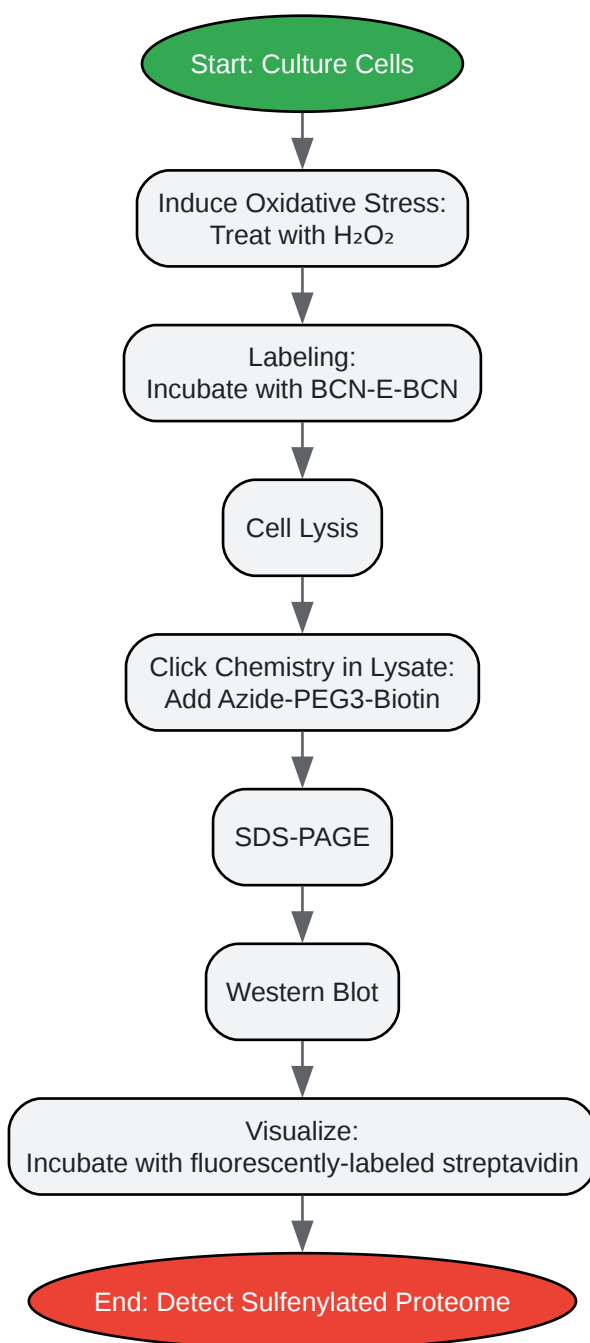 Start: Culture Cells
Induce Oxidative Stress:
Treat with H₂O₂
Labeling:
Incubate with BCN-E-BCN
Cell Lysis
Click Chemistry in Lysate:
Add Azide-PEG3-Biotin
SDS-PAGE
Western Blot
Visualize:
Incubate with fluorescently-labeled streptavidin
End: Detect Sulfenylated Proteome